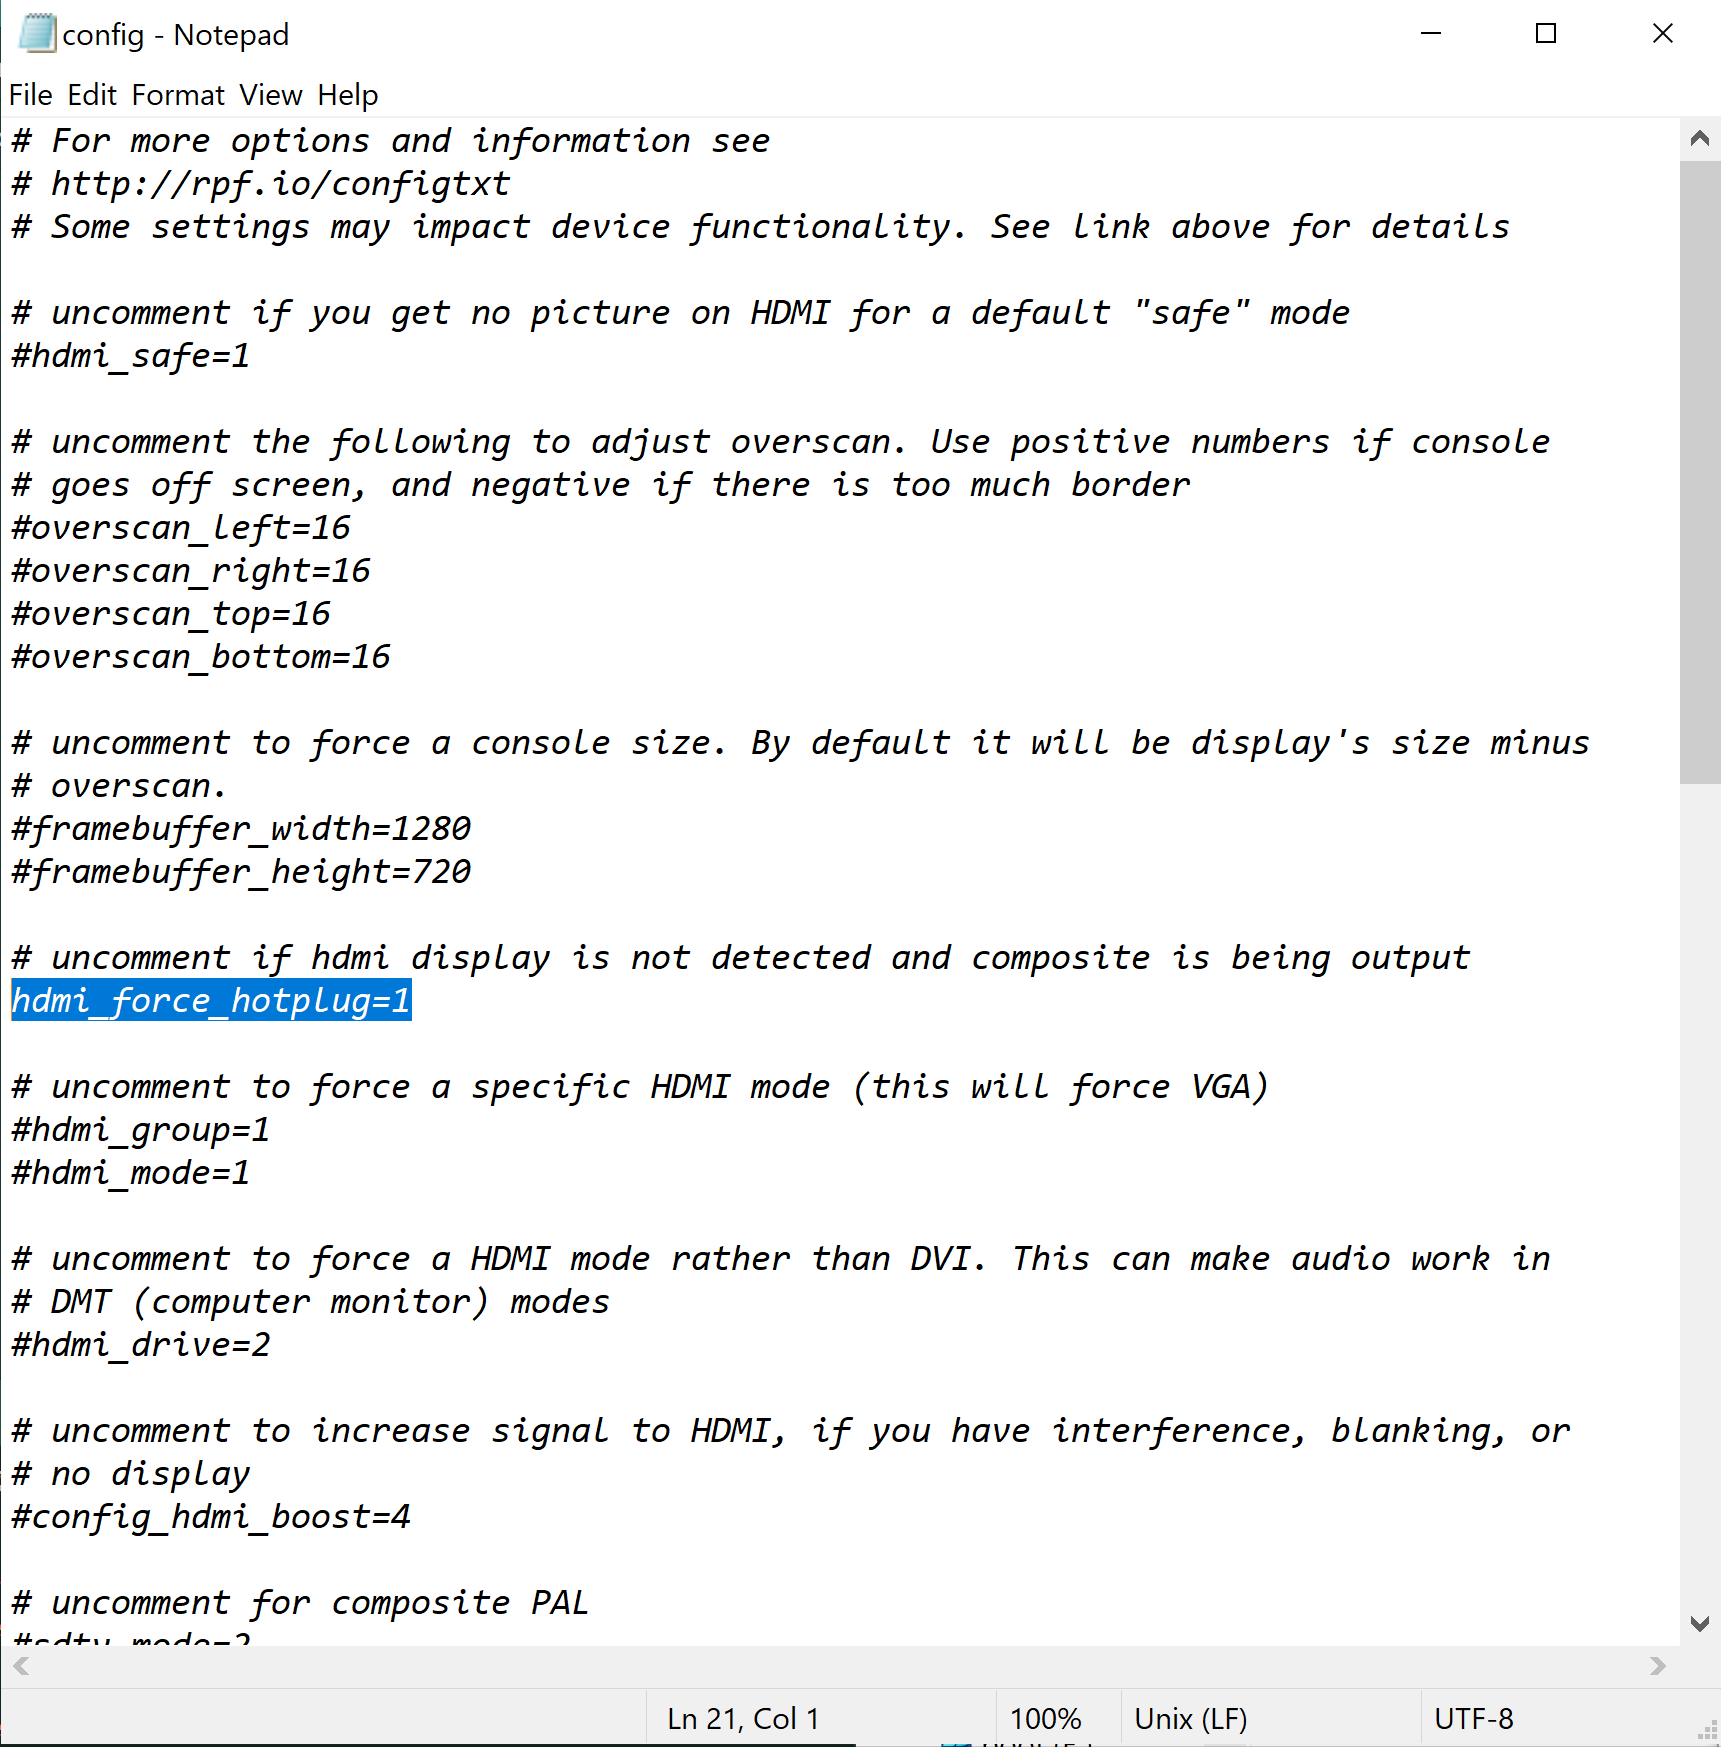 config - Notepad
File Edit Format View Help
# For more options and information see
# http://rpf.io/configtxt
# Some settings may impact device functionality. See link above for details

# uncomment if you get no picture on HDMI for a default "safe" mode
#hdmi_safe=1

# uncomment the following to adjust overscan. Use positive numbers if console
# goes off screen, and negative if there is too much border
#overscan_left=16
#overscan_right=16
#overscan_top=16
#overscan_bottom=16

# uncomment to force a console size. By default it will be display's size minus
# overscan.
#framebuffer_width=1280
#framebuffer_height=720

# uncomment if hdmi display is not detected and composite is being output
hdmi_force_hotplug=1

# uncomment to force a specific HDMI mode (this will force VGA)
#hdmi_group=1
#hdmi_mode=1

# uncomment to force a HDMI mode rather than DVI. This can make audio work in
# DMT (computer monitor) modes
#hdmi_drive=2

# uncomment to increase signal to HDMI, if you have interference, blanking, or
# no display
#config_hdmi_boost=4

# uncomment for composite PAL
#sdtv_mode=2
Ln 21, Col 1
100%
Unix (LF)
UTF-8